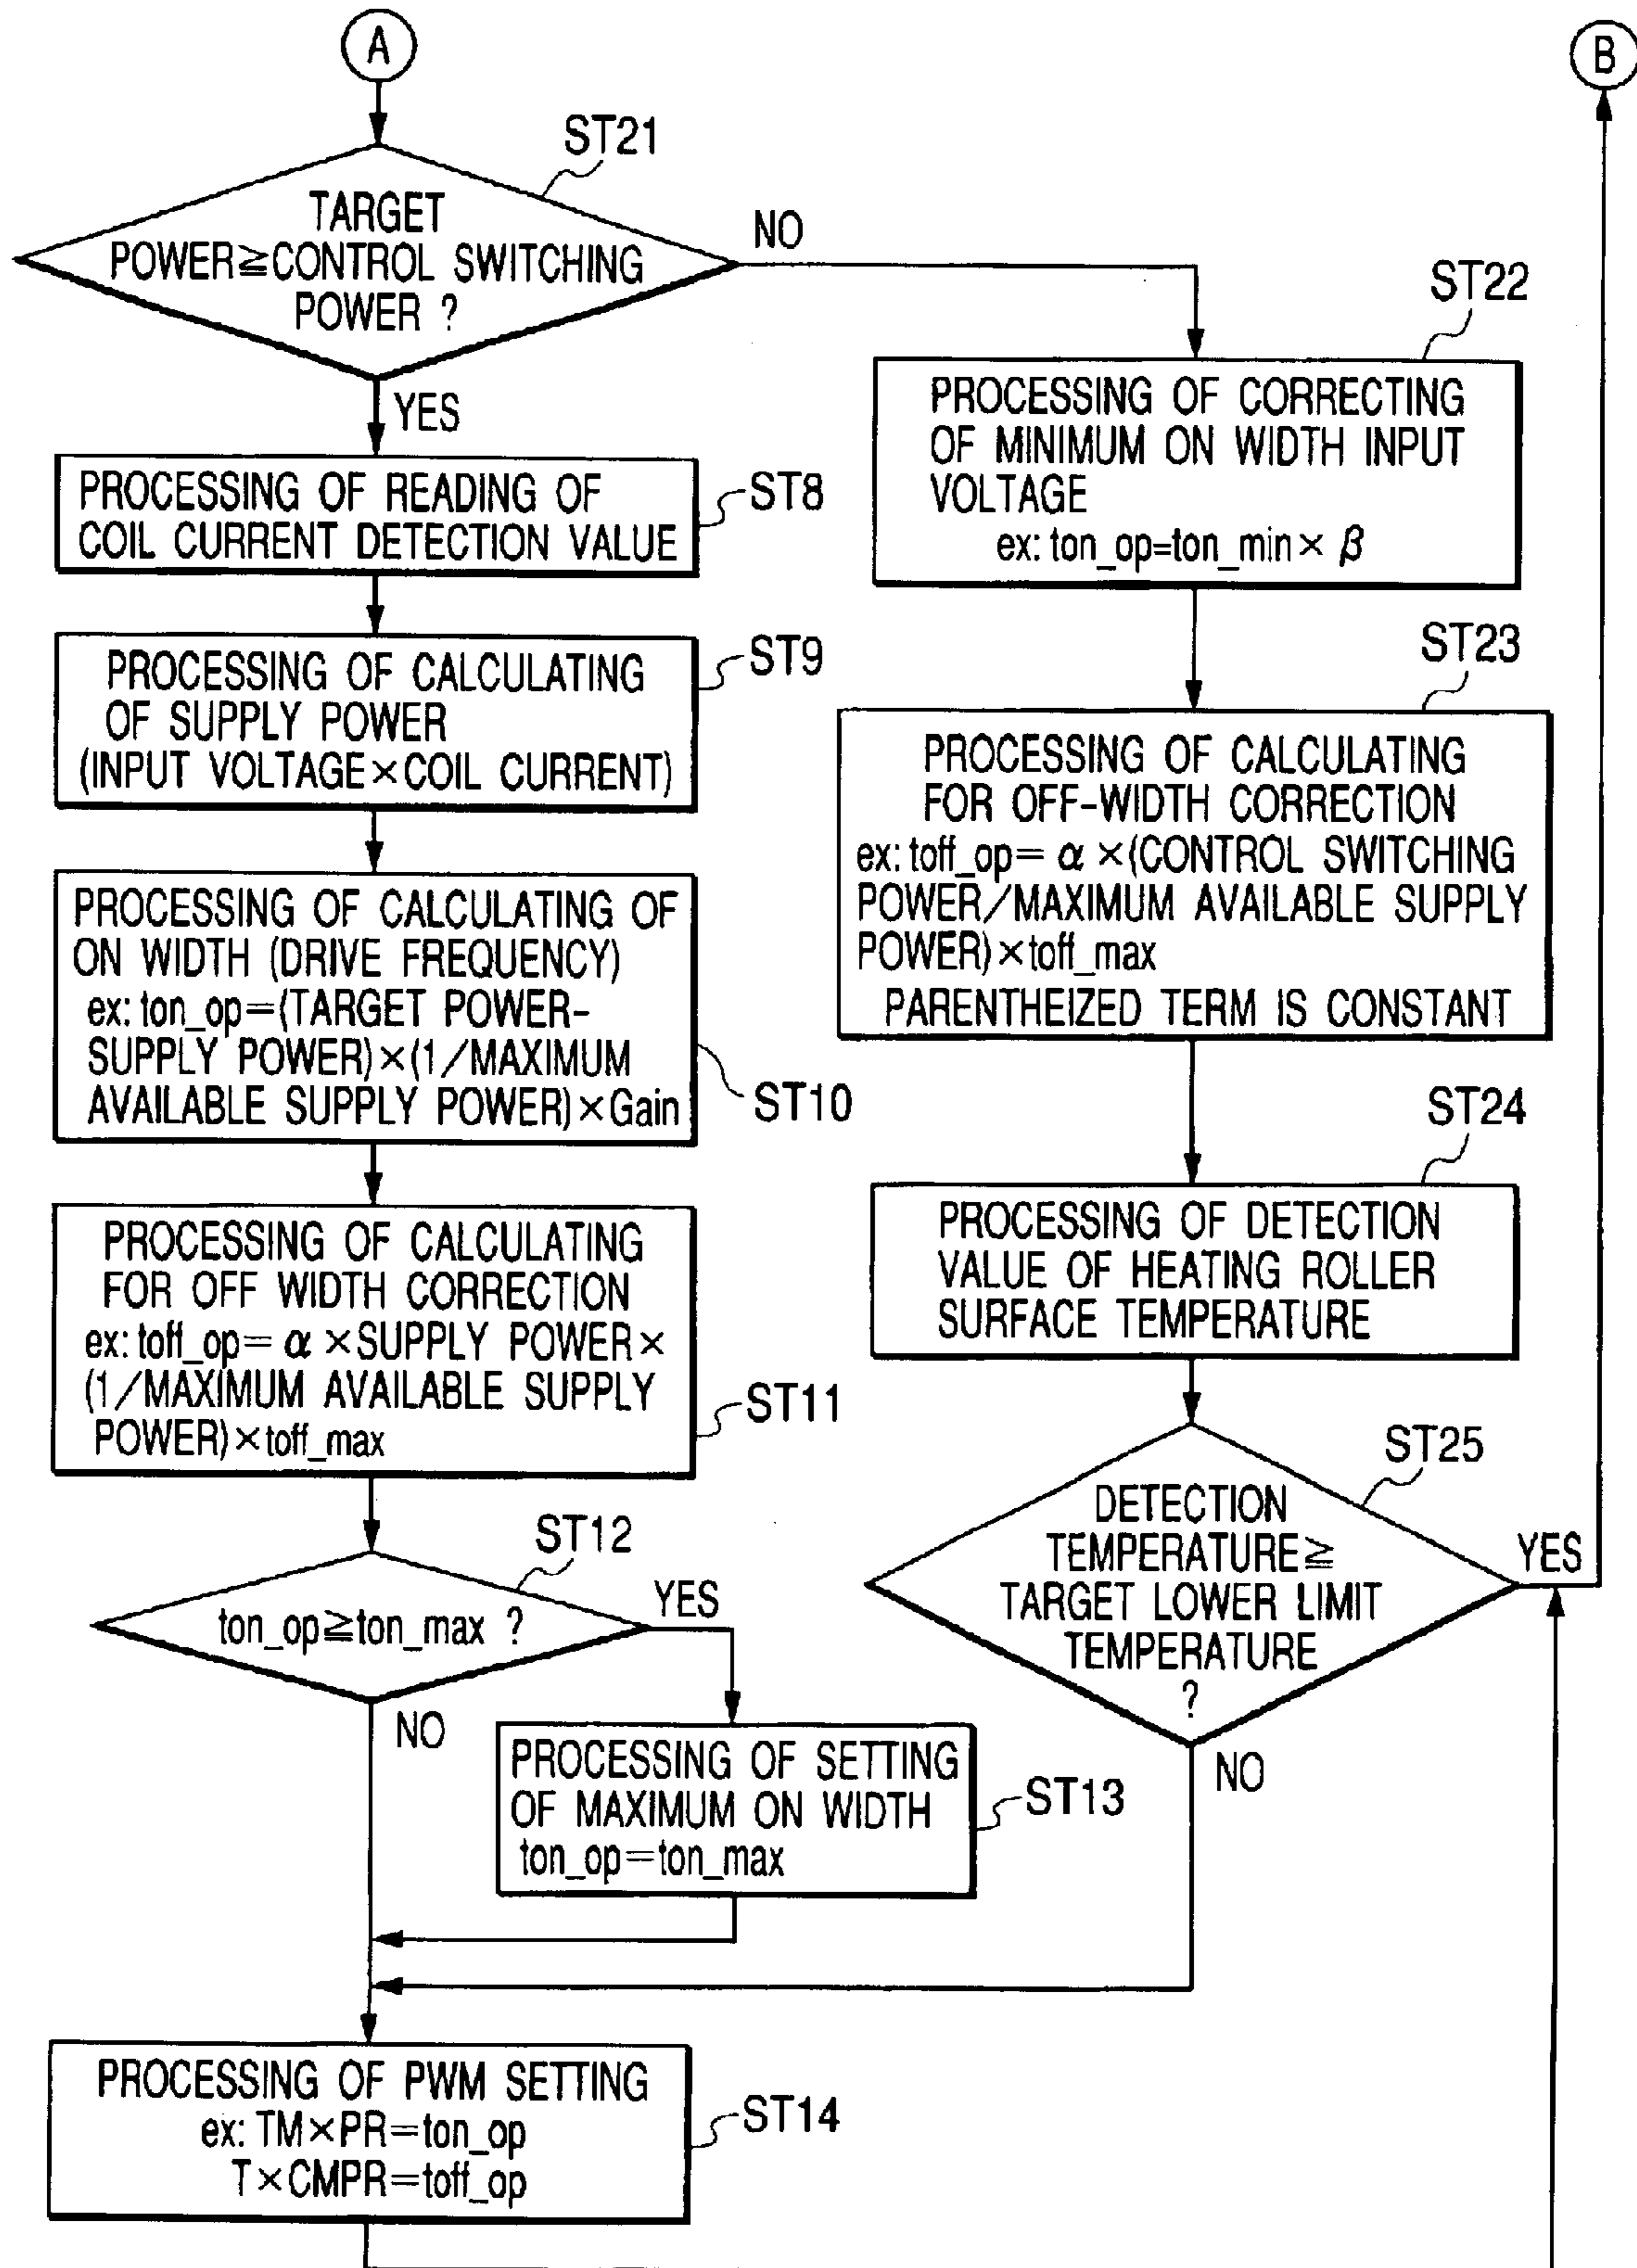 A
B
ST21
TARGET
POWER≧CONTROL SWITCHING
POWER ?
NO
YES
ST8
PROCESSING OF READING OF
COIL CURRENT DETECTION VALUE
ST9
PROCESSING OF CALCULATING
OF SUPPLY POWER
(INPUT VOLTAGE×COIL CURRENT)
PROCESSING OF CALCULATING OF
ON WIDTH (DRIVE FREQUENCY)
ex: ton_op=(TARGET POWER-
SUPPLY POWER)×(1/MAXIMUM
AVAILABLE SUPPLY POWER)×Gain
ST10
PROCESSING OF CALCULATING
FOR OFF WIDTH CORRECTION
ex: toff_op= α ×SUPPLY POWER×
(1/MAXIMUM AVAILABLE SUPPLY
POWER)×toff_max
ST11
ST12
ton_op≧ton_max ?
YES
NO
PROCESSING OF SETTING
OF MAXIMUM ON WIDTH
ton_op=ton_max
ST13
PROCESSING OF PWM SETTING
ex: TM×PR=ton_op
T×CMPR=toff_op
ST14
ST22
PROCESSING OF CORRECTING
OF MINIMUM ON WIDTH INPUT
VOLTAGE
ex: ton_op=ton_min× β
ST23
PROCESSING OF CALCULATING
FOR OFF-WIDTH CORRECTION
ex: toff_op= α ×(CONTROL SWITCHING
POWER/MAXIMUM AVAILABLE SUPPLY
POWER)×toff_max
PARENTHEIZED TERM IS CONSTANT
ST24
PROCESSING OF DETECTION
VALUE OF HEATING ROLLER
SURFACE TEMPERATURE
ST25
DETECTION
TEMPERATURE≧
TARGET LOWER LIMIT
TEMPERATURE
?
YES
NO